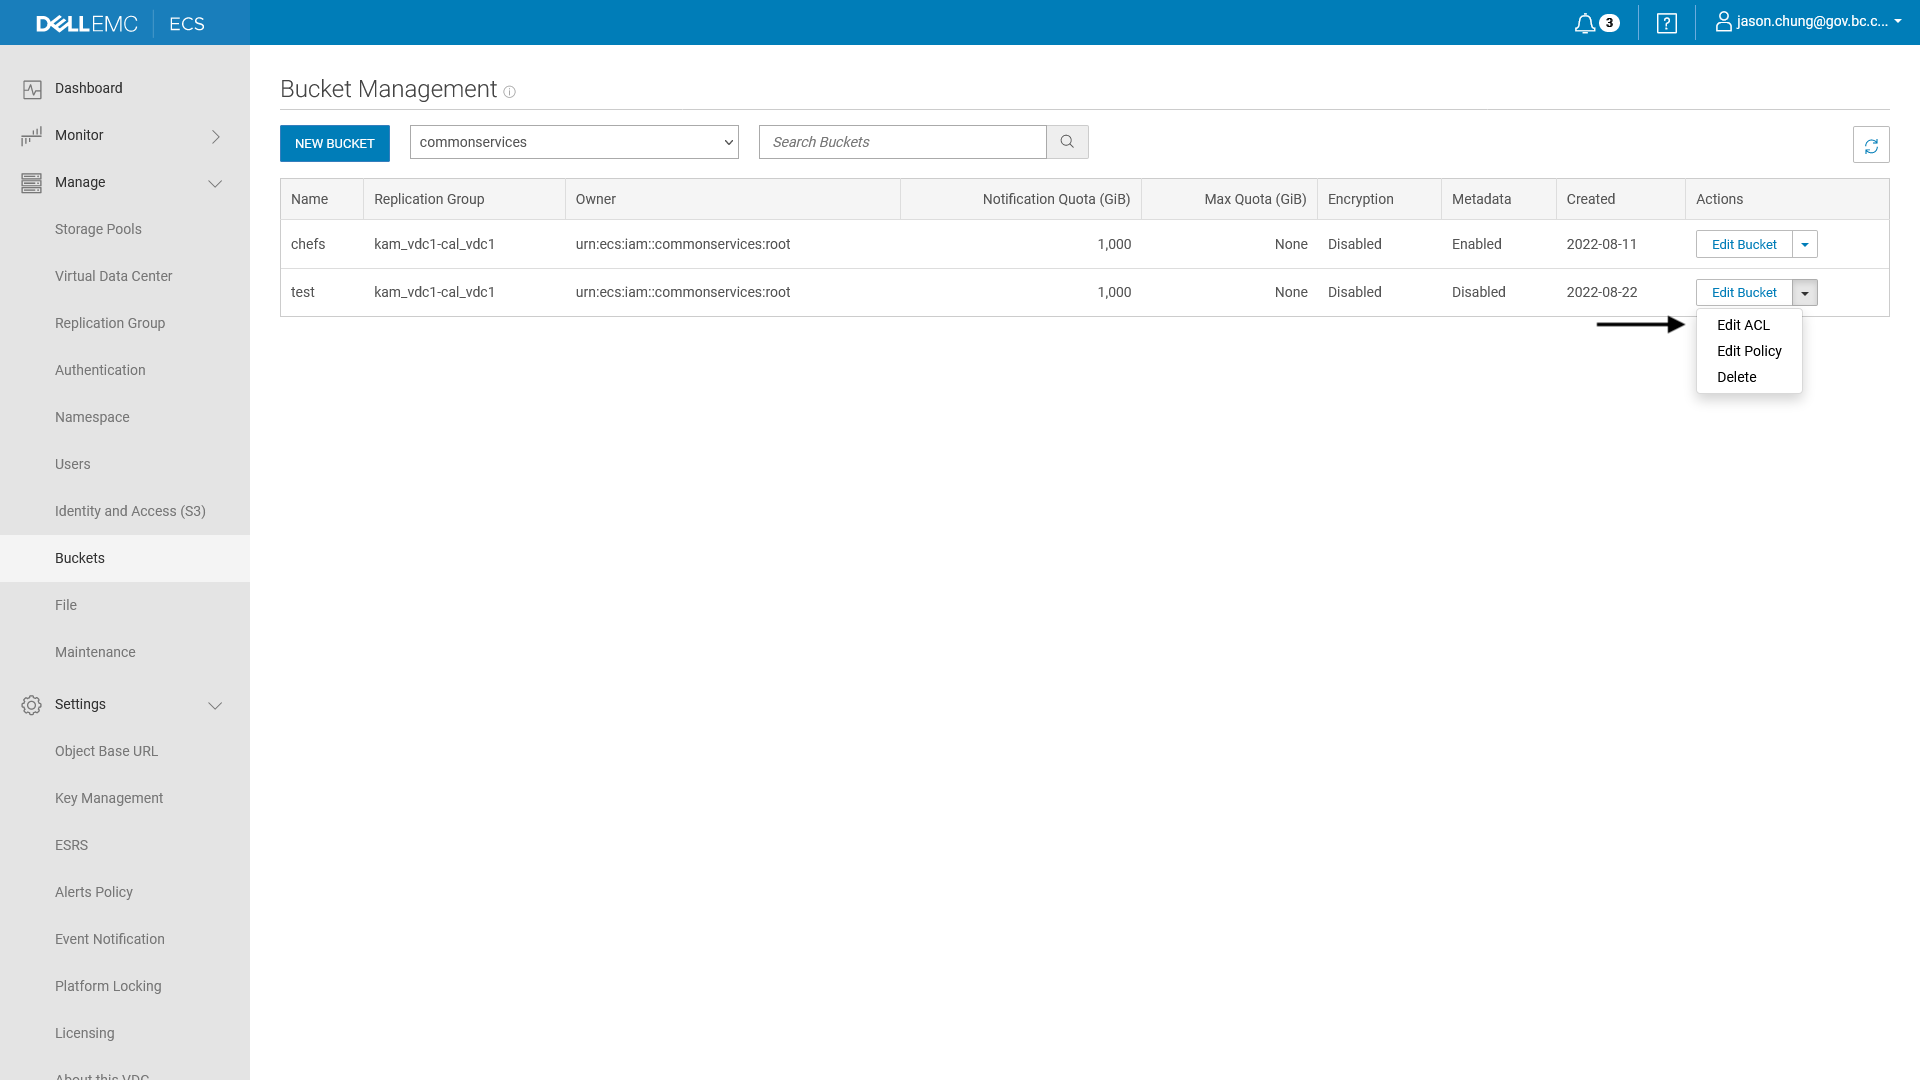 DELLEMC ECS
3
?
jason.chung@gov.bc.c...
Dashboard
Monitor
Manage
Storage Pools
Virtual Data Center
Replication Group
Authentication
Namespace
Users
Identity and Access (S3)
Buckets
File
Maintenance
Settings
Object Base URL
Key Management
ESRS
Alerts Policy
Event Notification
Platform Locking
Licensing
About this VDC
Bucket Management
NEW BUCKET commonservices Search Buckets
Name Replication Group Owner Notification Quota (GiB) Max Quota (GiB) Encryption Metadata Created Actions
chefs kam_vdc1-cal_vdc1 urn:ecs:iam::commonservices:root 1,000 None Disabled Enabled 2022-08-11 Edit Bucket
test kam_vdc1-cal_vdc1 urn:ecs:iam::commonservices:root 1,000 None Disabled Disabled 2022-08-22 Edit Bucket
Edit ACL
Edit Policy
Delete